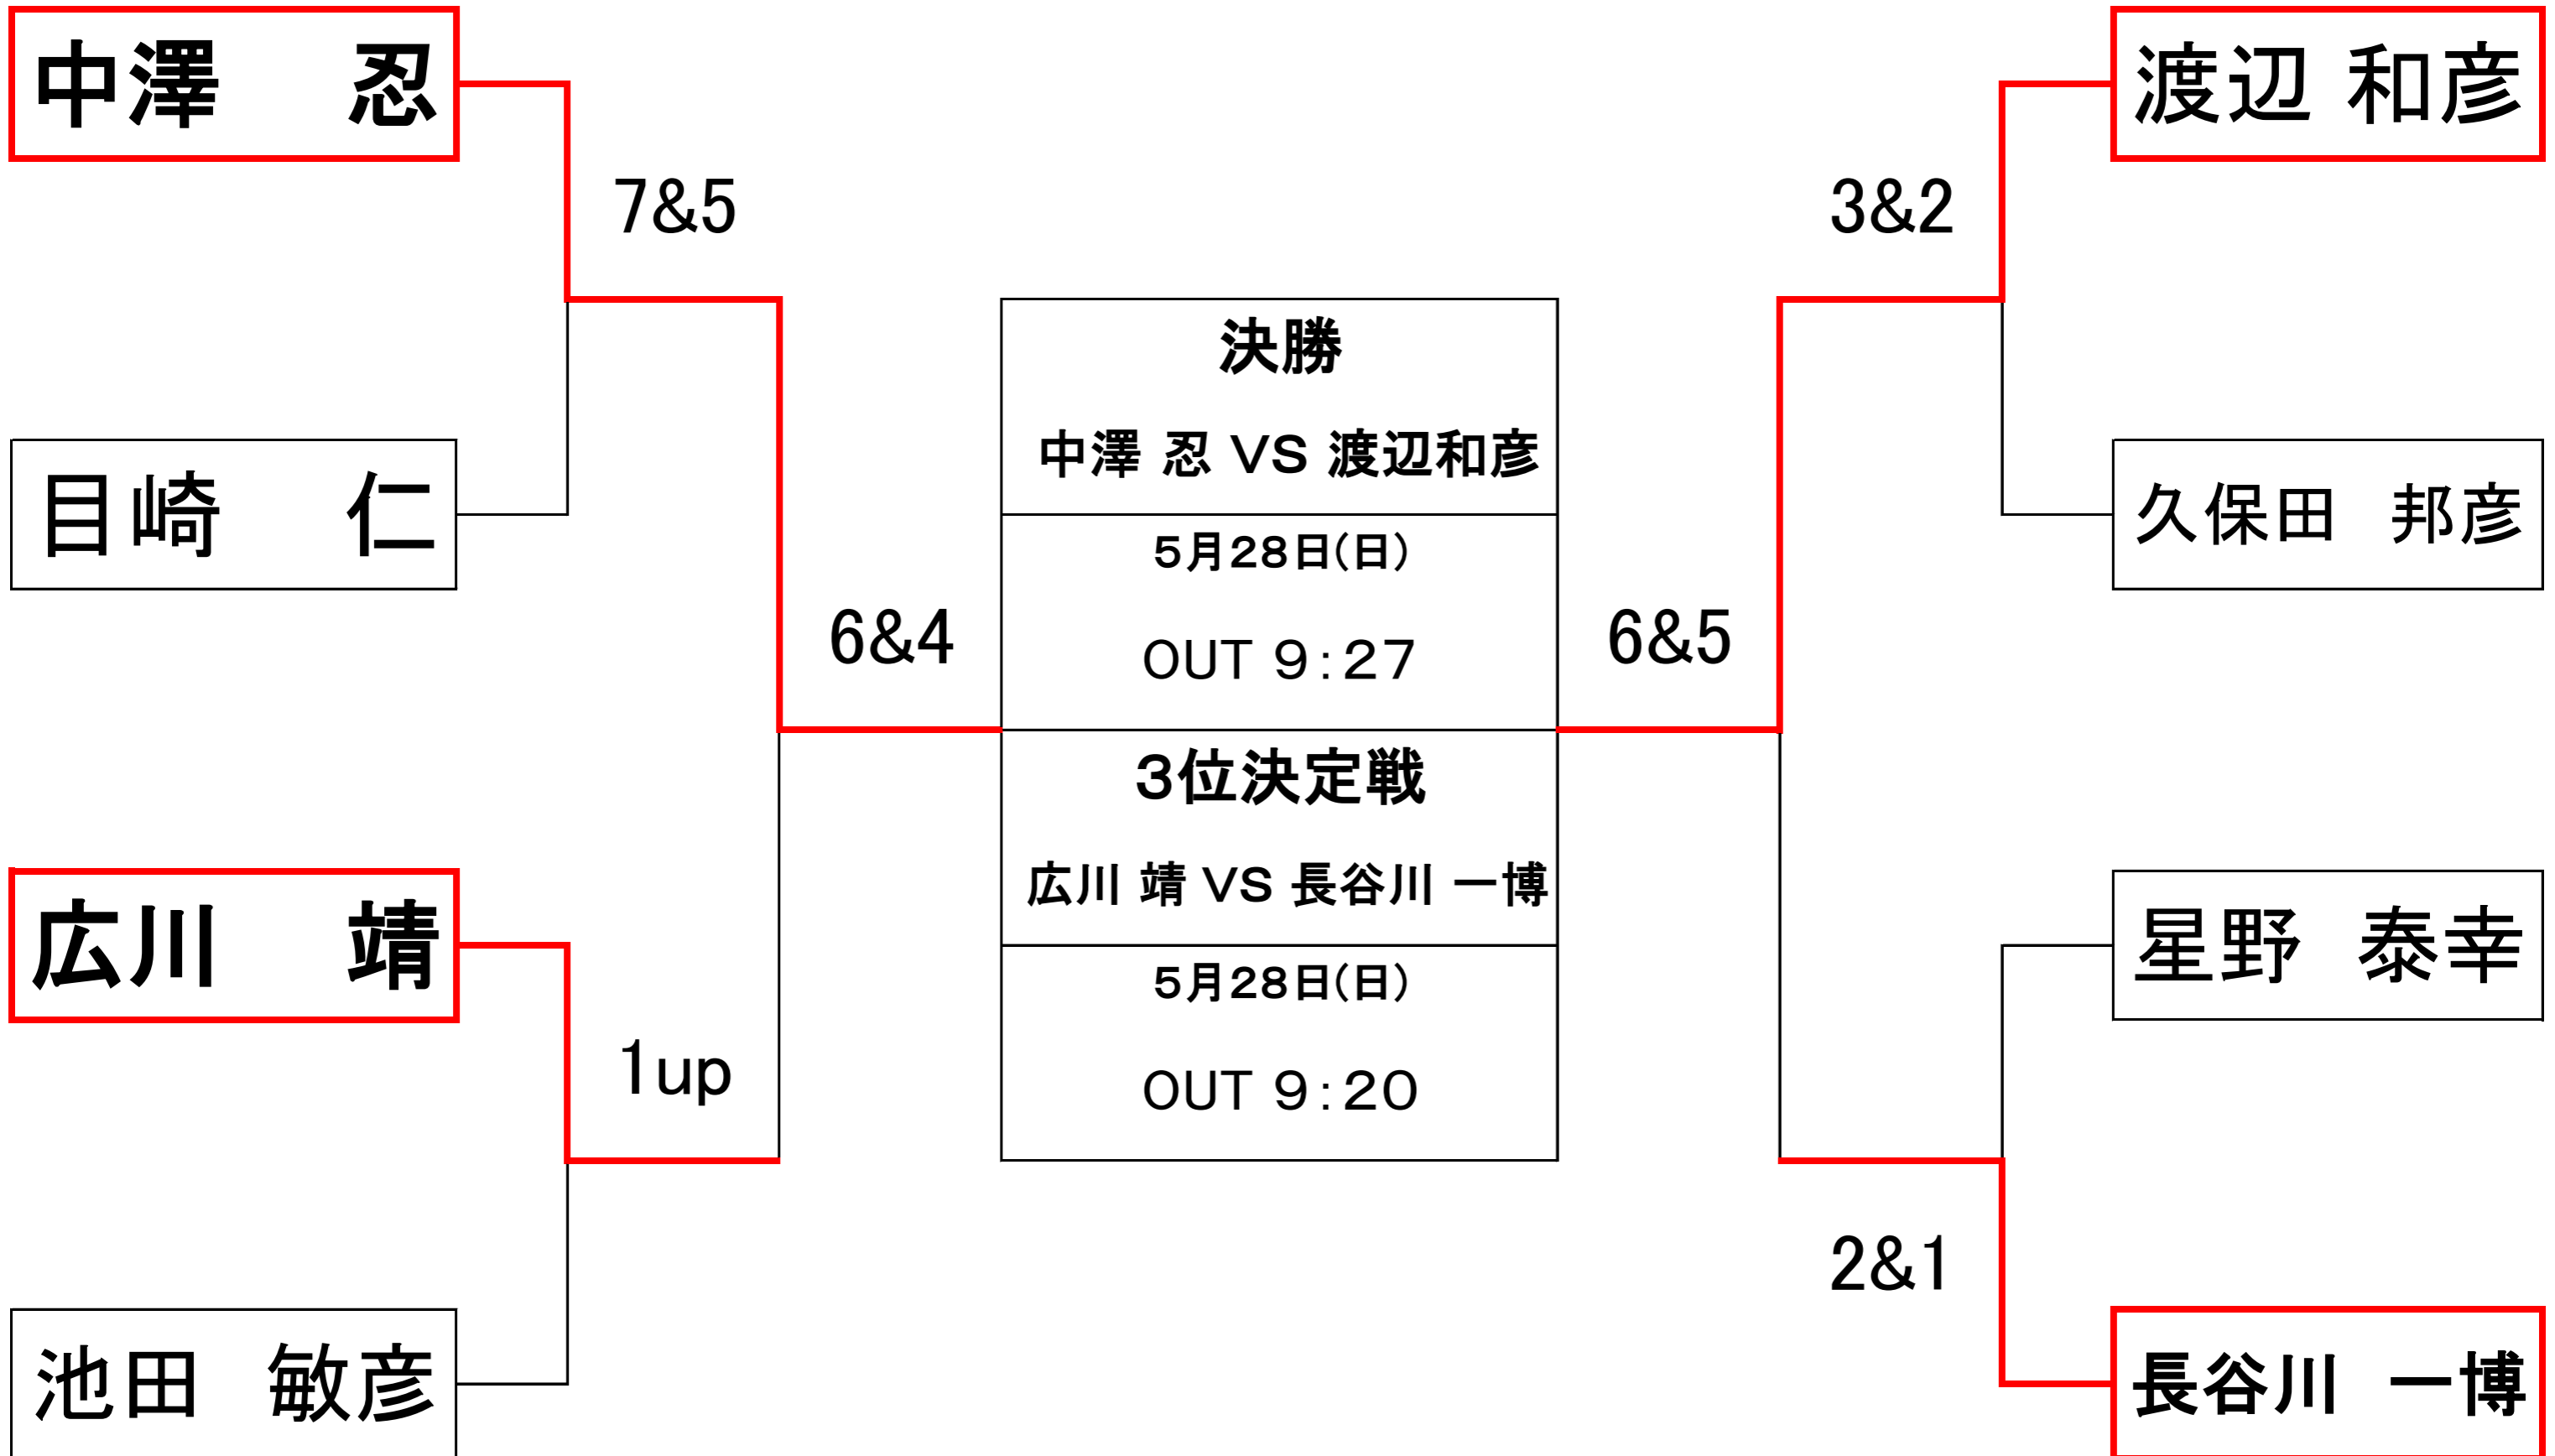 中澤 忍
7&5
目崎 仁
6&4
広川 靖
1up
池田 敏彦
決勝
中澤 忍 VS 渡辺和彦
5月28日(日)
OUT 9:27
3位決定戦
広川 靖 VS 長谷川 一博
5月28日(日)
OUT 9:20
渡辺 和彦
3&2
久保田 邦彦
6&5
星野 泰幸
2&1
長谷川 一博